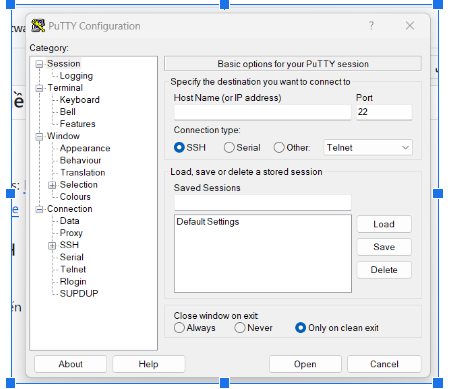 PuTTY Configuration
?
Category:
Session
Logging
Terminal
Keyboard
Bell
Features
Window
Appearance
Behaviour
Translation
Selection
Colours
Connection
Data
Proxy
SSH
Serial
Telnet
Rlogin
SUPDUP
Basic options for your PuTTY session
Specify the destination you want to connect to
Host Name (or IP address) Port
22
Connection type:
SSH Serial Other: Telnet
Load, save or delete a stored session
Saved Sessions
Default Settings
Load
Save
Delete
Close window on exit:
Always Never Only on clean exit
About Help Open Cancel